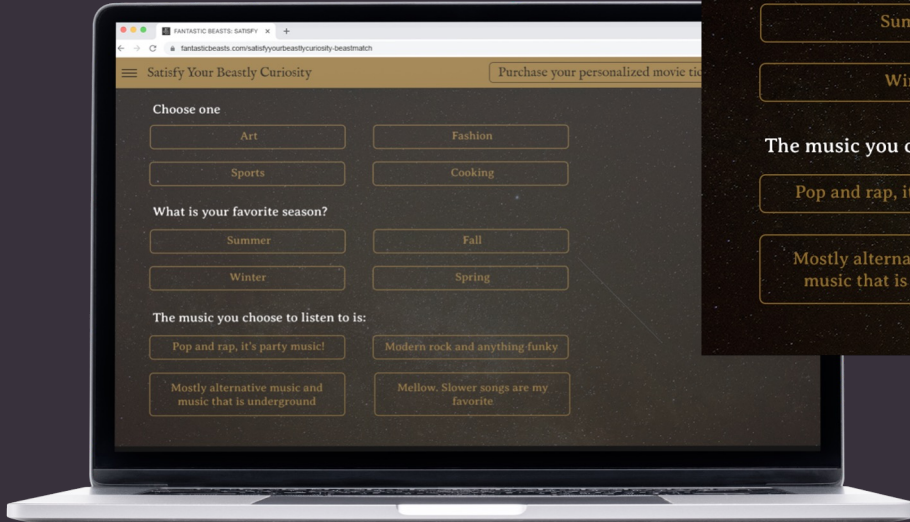 FANTASTIC BEASTS: SATISFY
fantasticbeasts.com/satisfyyourbeastlycuriosity-beastmatch
Satisfy Your Beastly Curiosity
Purchase your personalized movie tic
Choose one
Art
Fashion
Sports
Cooking
What is your favorite season?
Summer
Fall
Winter
Spring
The music you choose to listen to is:
Pop and rap, it's party music!
Modern rock and anything funky
Mostly alternative music and
music that is underground
Mellow. Slower songs are my
favorite
Sum
Wi
The music you c
Pop and rap, it
Mostly alterna
music that is